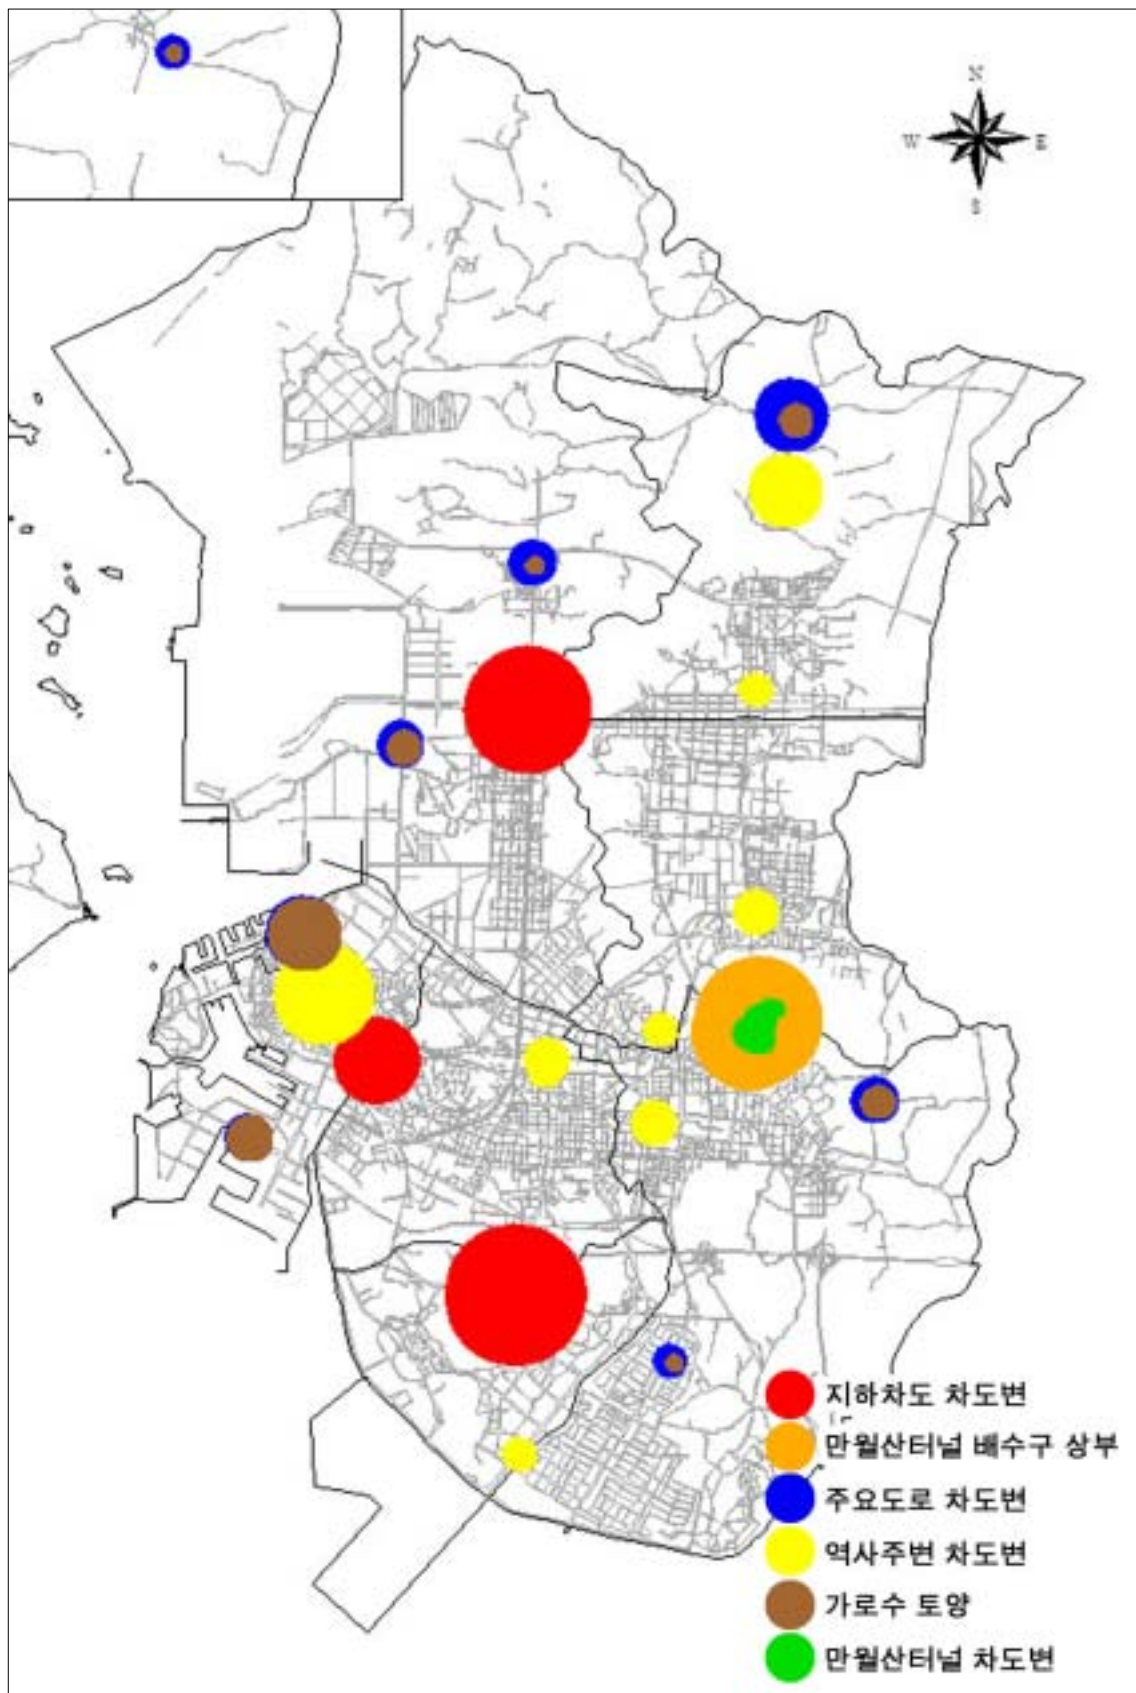 N
W
E
S
지하차도 차도변
만월산터널 배수구 상부
주요도로 차도변
역사주변 차도변
가로수 토양
만월산터널 차도변